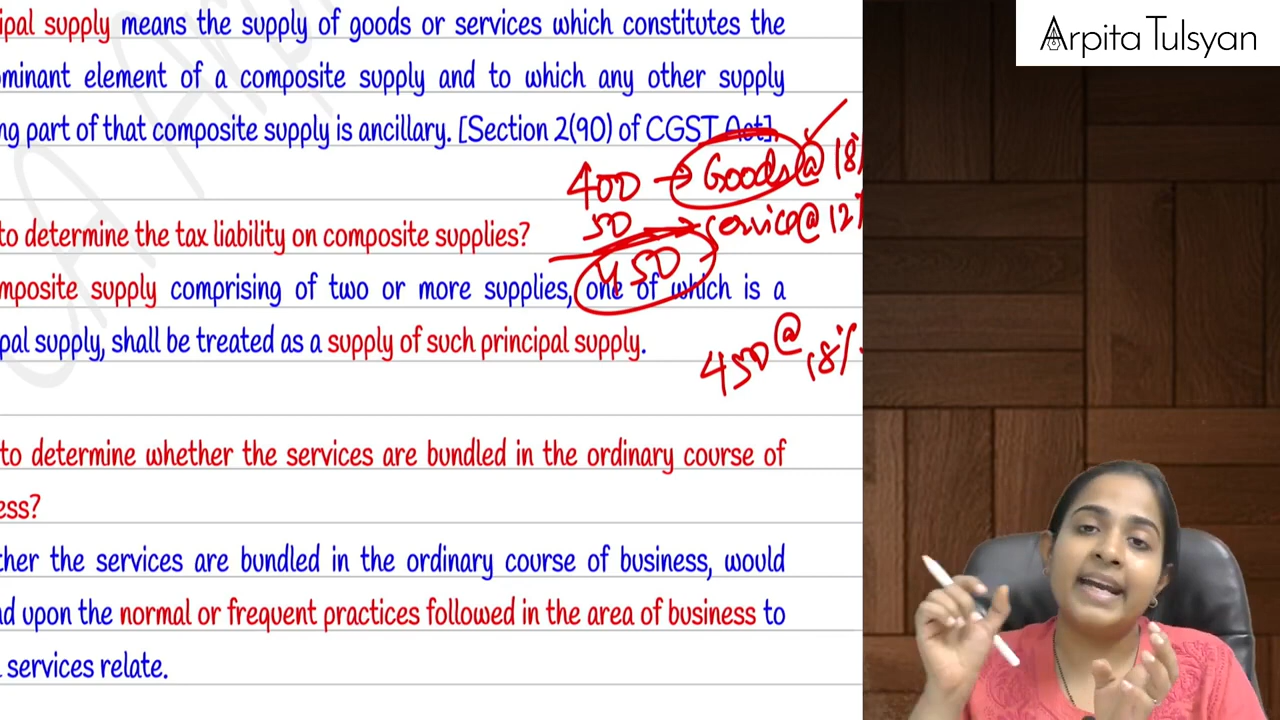 Arpita Tulsyan
ipal supply means the supply of goods or services which constitutes the
ominant element of a composite supply and to which any other supply
ng part of that composite supply is ancillary. [Section 2(90) of CGST Act].
400 → Goods @ 18%
50 → service @ 12%
450
to determine the tax liability on composite supplies?
mposite supply comprising of two or more supplies, one of which is a
pal supply, shall be treated as a supply of such principal supply.
450 @ 18%
to determine whether the services are bundled in the ordinary course of
ess?
ther the services are bundled in the ordinary course of business, would
nd upon the normal or frequent practices followed in the area of business to
services relate.